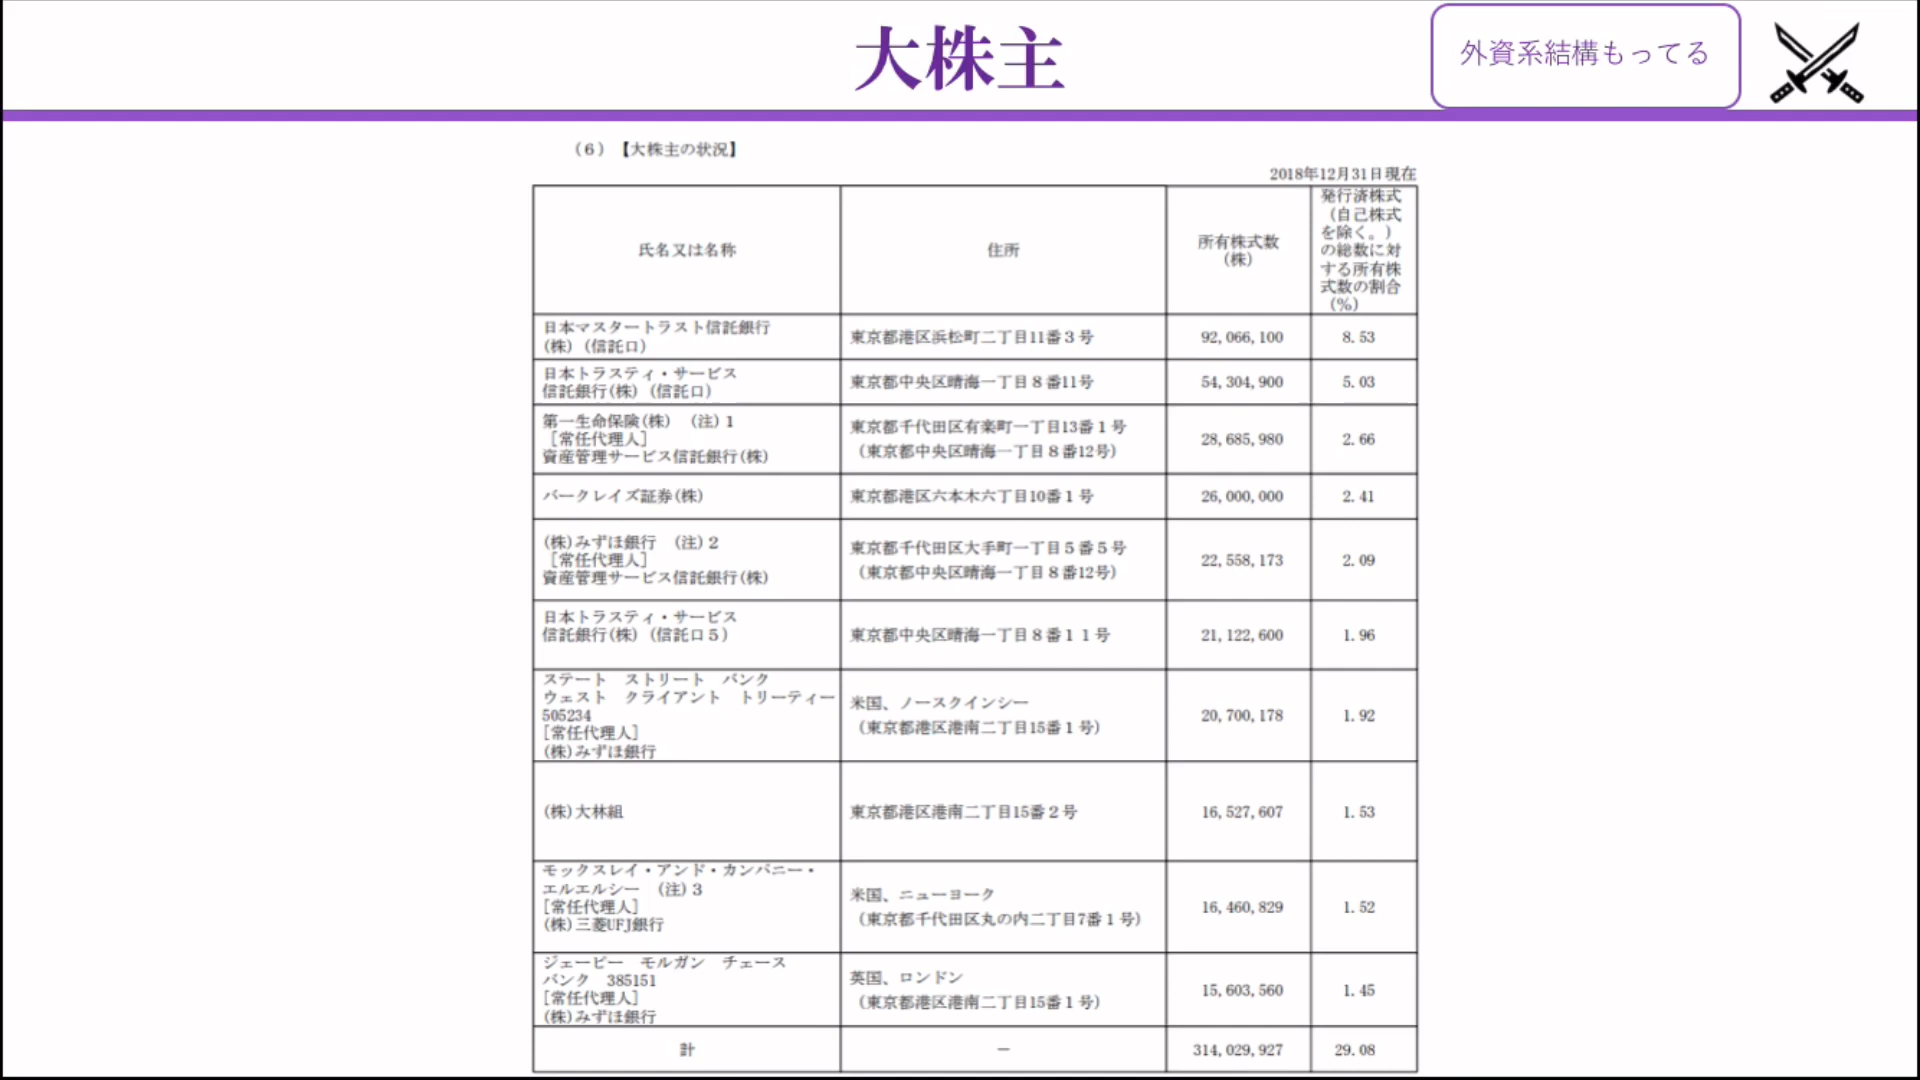 大株主
外資系結構もってる
（６）【大株主の状況】
2018年12月31日現在
氏名又は名称
住所
所有株式数
（株）
発行済株式
（自己株式
を除く。）
の総数に対
する所有株
式数の割合
（％）
日本マスタートラスト信託銀行
(株)（信託口）
東京都港区浜松町二丁目11番３号
92,066,100
8.53
日本トラスティ・サービス
信託銀行(株)（信託口）
東京都中央区晴海一丁目８番11号
54,304,900
5.03
第一生命保険(株)　(注)１
［常任代理人］
資産管理サービス信託銀行(株)
東京都千代田区有楽町一丁目13番１号
（東京都中央区晴海一丁目８番12号）
28,685,980
2.66
バークレイズ証券(株)
東京都港区六本木六丁目10番１号
26,000,000
2.41
(株)みずほ銀行　(注)２
［常任代理人］
資産管理サービス信託銀行(株)
東京都千代田区大手町一丁目５番５号
（東京都中央区晴海一丁目８番12号）
22,558,173
2.09
日本トラスティ・サービス
信託銀行(株)（信託口５）
東京都中央区晴海一丁目８番１１号
21,122,600
1.96
ステート　ストリート　バンク
ウェスト　クライアント　トリーティー
505234
[常任代理人]
(株)みずほ銀行
米国、ノースクインシー
（東京都港区港南二丁目15番１号）
20,700,178
1.92
(株)大林組
東京都港区港南二丁目15番２号
16,527,607
1.53
モックスレイ・アンド・カンパニー・
エルエルシー　(注)３
[常任代理人]
(株)三菱UFJ銀行
米国、ニューヨーク
（東京都千代田区丸の内二丁目7番１号）
16,460,829
1.52
ジェーピー　モルガン　チェース
バンク　385151
[常任代理人]
(株)みずほ銀行
英国、ロンドン
（東京都港区港南二丁目15番１号）
15,603,560
1.45
計
－
314,029,927
29.08